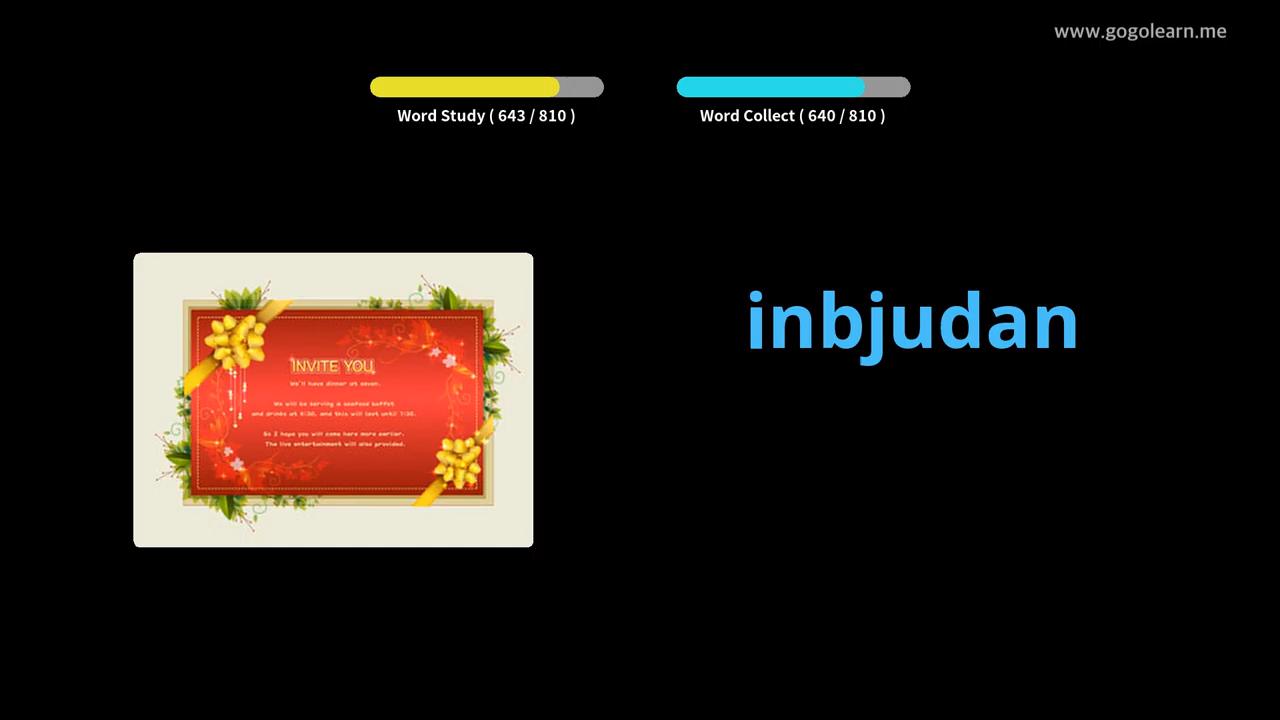 www.gogolearn.me
Word Study ( 643 / 810 )
Word Collect ( 640 / 810 )
inbjudan
INVITE YOU
We'll have dinner at seven.
We will be serving a seafood buffet
and drinks at 6:30, and this will last until 7:30.
So I hope you will come here more earlier.
The live entertainment will also provided.